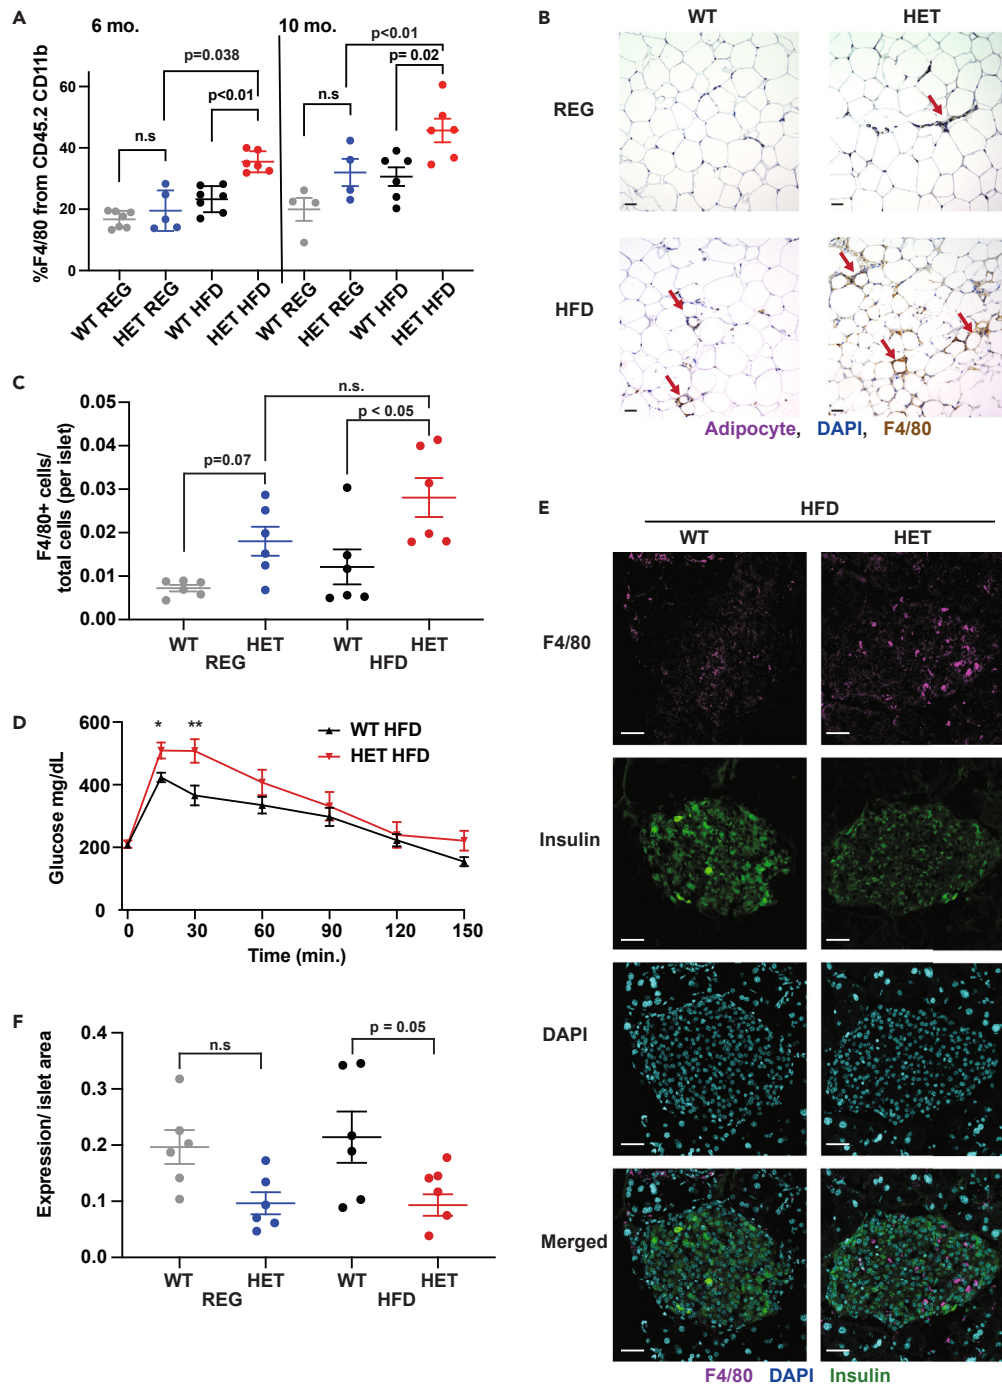 A
6 mo.
10 mo.
p<0.01
p=0.038
p= 0.02
p<0.01
n.s
n.s
%F4/80 from CD45.2 CD11b
60
40
20
0
WT REG
HET REG
WT HFD
HET HFD
WT REG
HET REG
WT HFD
HET HFD
B
WT
HET
REG
HFD
Adipocyte, DAPI, F4/80
C
n.s.
p < 0.05
p=0.07
F4/80+ cells/
total cells (per islet)
0.05
0.04
0.03
0.02
0.01
0.00
WT
HET
WT
HET
REG
HFD
D
Glucose mg/dL
600
400
200
0
*
**
WT HFD
HET HFD
0
30
60
90
120
150
Time (min.)
E
HFD
WT
HET
F4/80
Insulin
DAPI
Merged
F4/80 DAPI Insulin
F
n.s
p = 0.05
Expression/ islet area
0.4
0.3
0.2
0.1
0.0
WT
HET
WT
HET
REG
HFD